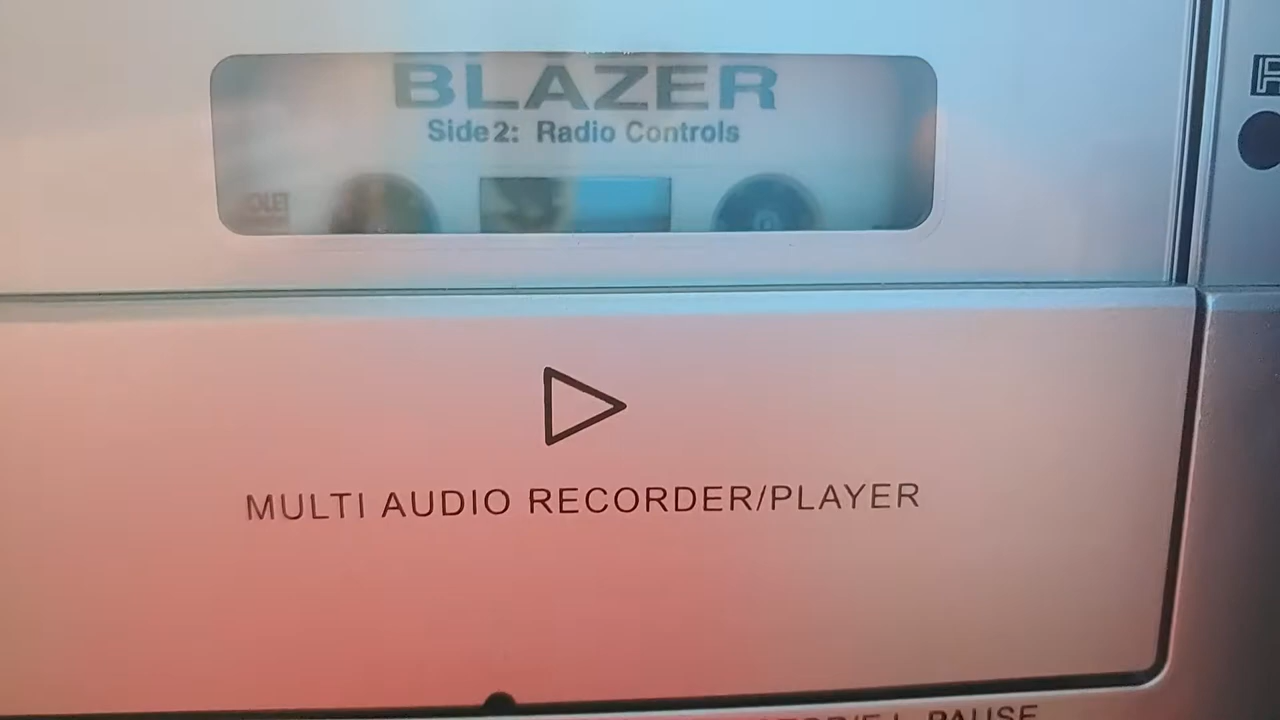 BLAZER
Side 2: Radio Controls
MULTI AUDIO RECORDER/PLAYER
PAUSE